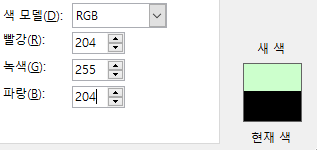 색 모델(D): RGB
빨강(R): 204
녹색(G): 255
파랑(B): 204
새 색
현재 색